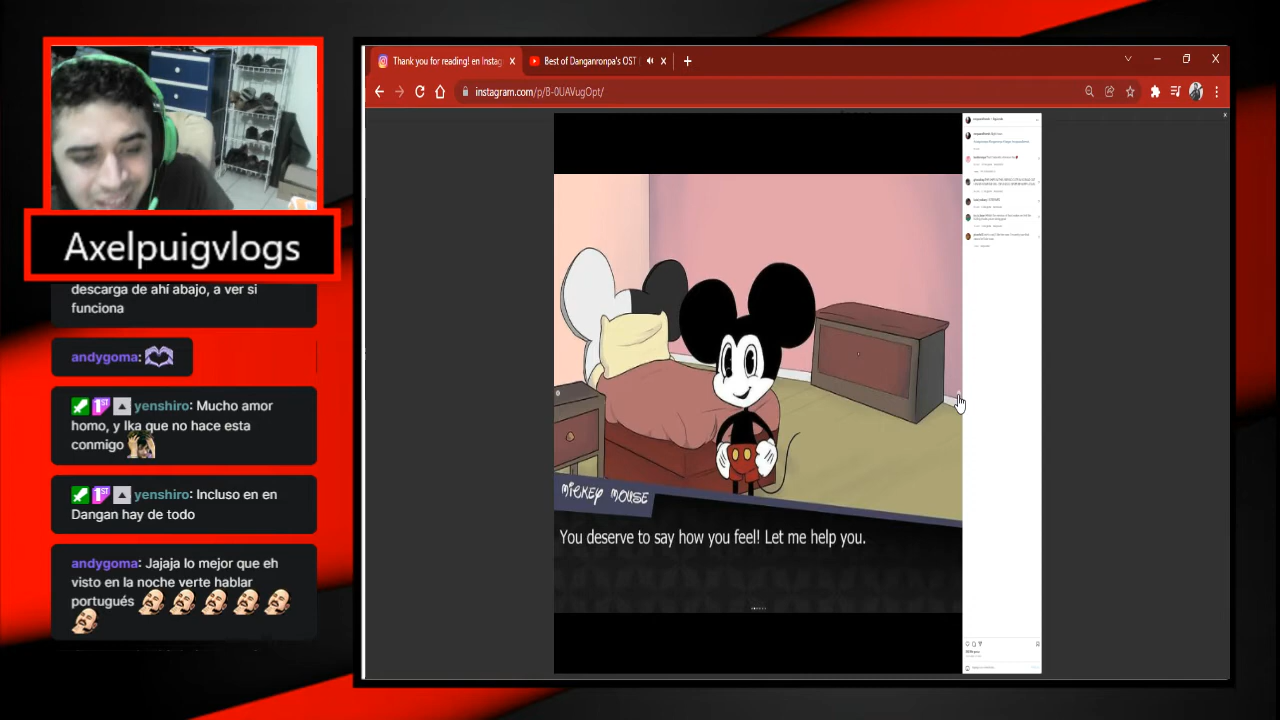 Thank you for reading! en Instag
Best of Danganronpa's OST
instagram.com/p/B-0UAVugOpt/
Axelpuigvlogs
descarga de ahí abajo, a ver si
funciona
andygoma:
yenshiro: Mucho amor
homo, y Ika que no hace esta
conmigo
yenshiro: Incluso en en
Dangan hay de todo
andygoma: Jajaja lo mejor que eh
visto en la noche verte hablar
portugués
MICKEY MOUSE
You deserve to say how you feel! Let me help you.